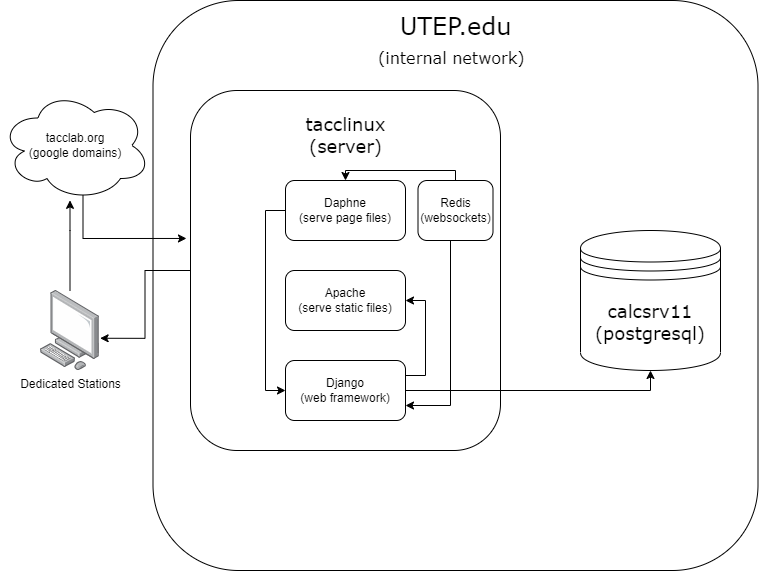 UTEP.edu
(internal network)
tacclinux
(server)
tacclab.org
(google domains)
Daphne
(serve page files)
Redis
(websockets)
Apache
(serve static files)
calcsrv11
(postgresql)
Dedicated Stations
Django
(web framework)